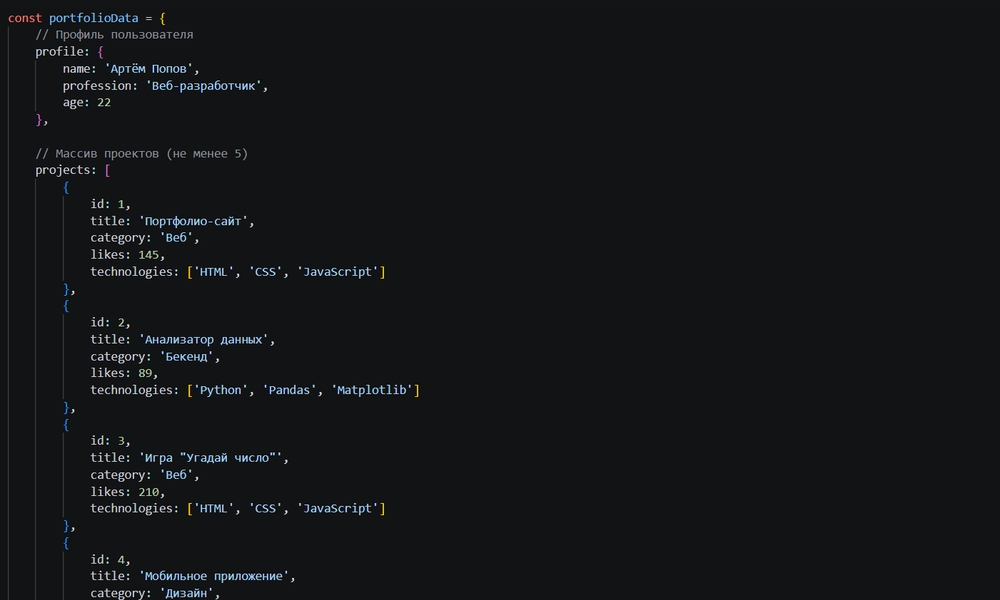 const portfolioData = {
    // Профиль пользователя
    profile: {
        name: 'Артём Попов',
        profession: 'Веб-разработчик',
        age: 22
    },

    // Массив проектов (не менее 5)
    projects: [
        {
            id: 1,
            title: 'Портфолио-сайт',
            category: 'Веб',
            likes: 145,
            technologies: ['HTML', 'CSS', 'JavaScript']
        },
        {
            id: 2,
            title: 'Анализатор данных',
            category: 'Бекенд',
            likes: 89,
            technologies: ['Python', 'Pandas', 'Matplotlib']
        },
        {
            id: 3,
            title: 'Игра "Угадай число"',
            category: 'Веб',
            likes: 210,
            technologies: ['HTML', 'CSS', 'JavaScript']
        },
        {
            id: 4,
            title: 'Мобильное приложение',
            category: 'Дизайн',